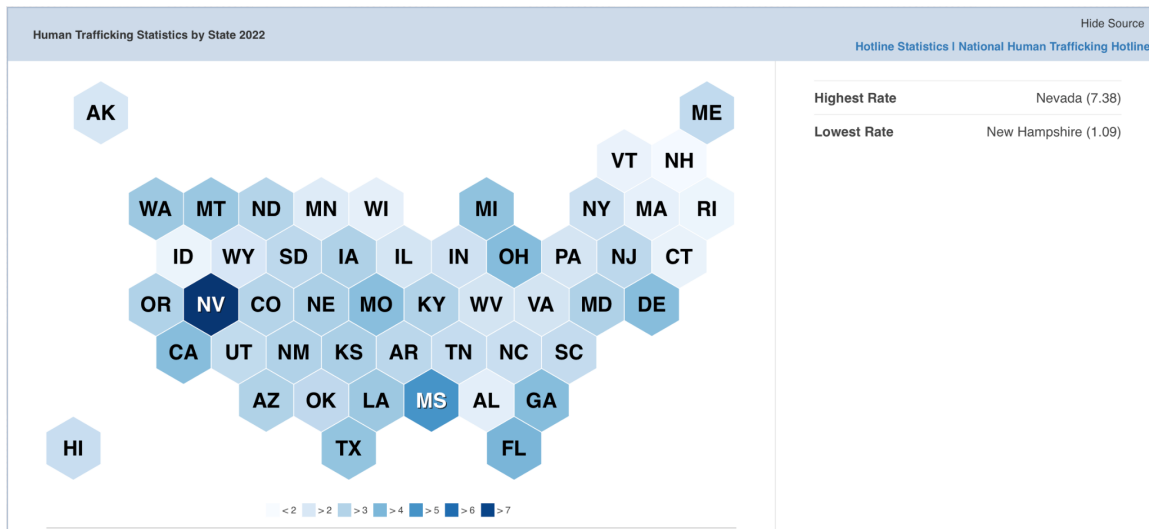 Human Trafficking Statistics by State 2022
Hide Source
Hotline Statistics I National Human Trafficking Hotline
Highest Rate Nevada (7.38)
Lowest Rate New Hampshire (1.09)
AK ME
VT NH
WA MT ND MN WI MI NY MA RI
ID WY SD IA IL IN OH PA NJ CT
OR NV CO NE MO KY WV VA MD DE
CA UT NM KS AR TN NC SC
AZ OK LA MS AL GA
HI TX FL
< 2 > 2 > 3 > 4 > 5 > 6 > 7